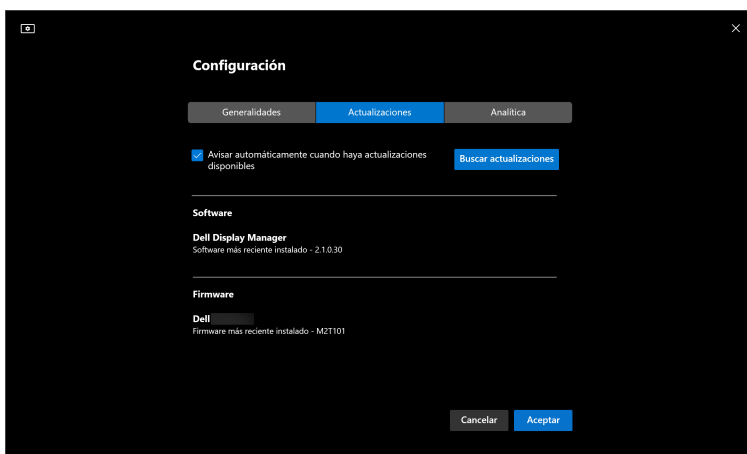 Configuración
Generalidades
Actualizaciones
Analítica
Avisar automáticamente cuando haya actualizaciones
disponibles
Buscar actualizaciones
Software
Dell Display Manager
Software más reciente instalado - 2.1.0.30
Firmware
Dell
Firmware más reciente instalado - M2T101
Cancelar
Aceptar